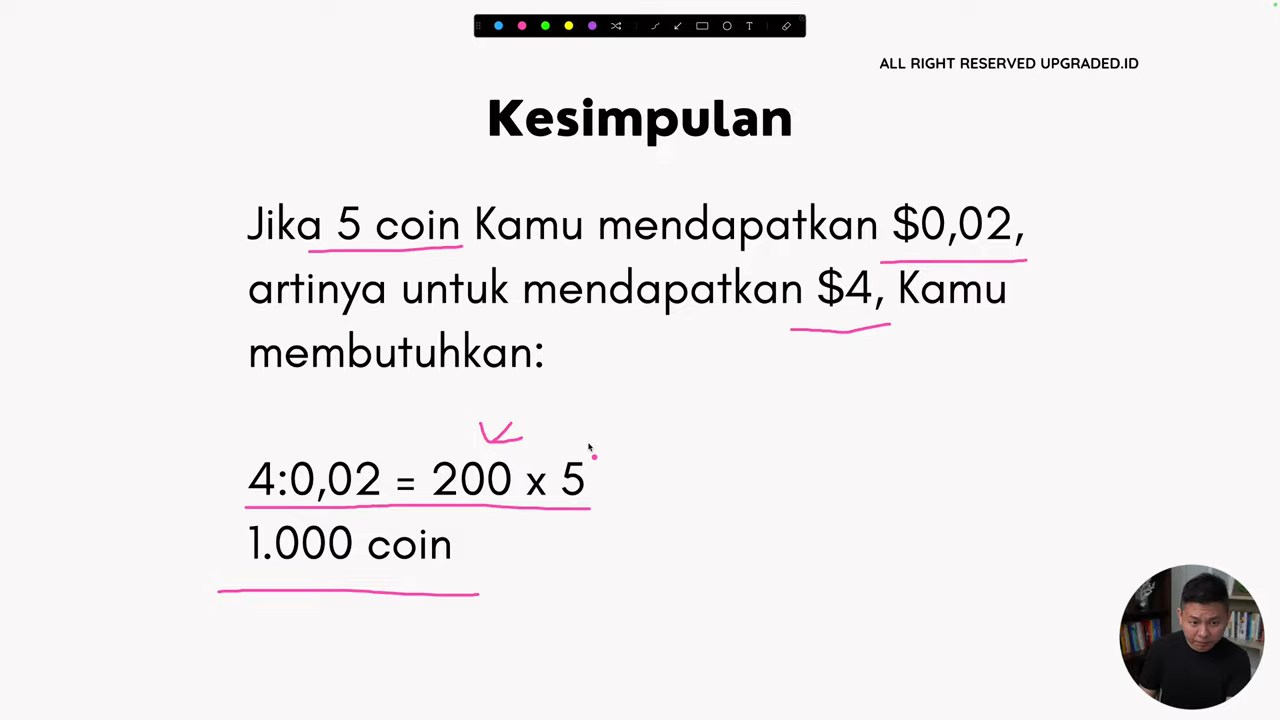 T
ALL RIGHT RESERVED UPGRADED.ID
Kesimpulan
Jika 5 coin Kamu mendapatkan $0,02,
artinya untuk mendapatkan $4, Kamu
membutuhkan:
4:0,02 = 200 x 5
1.000 coin